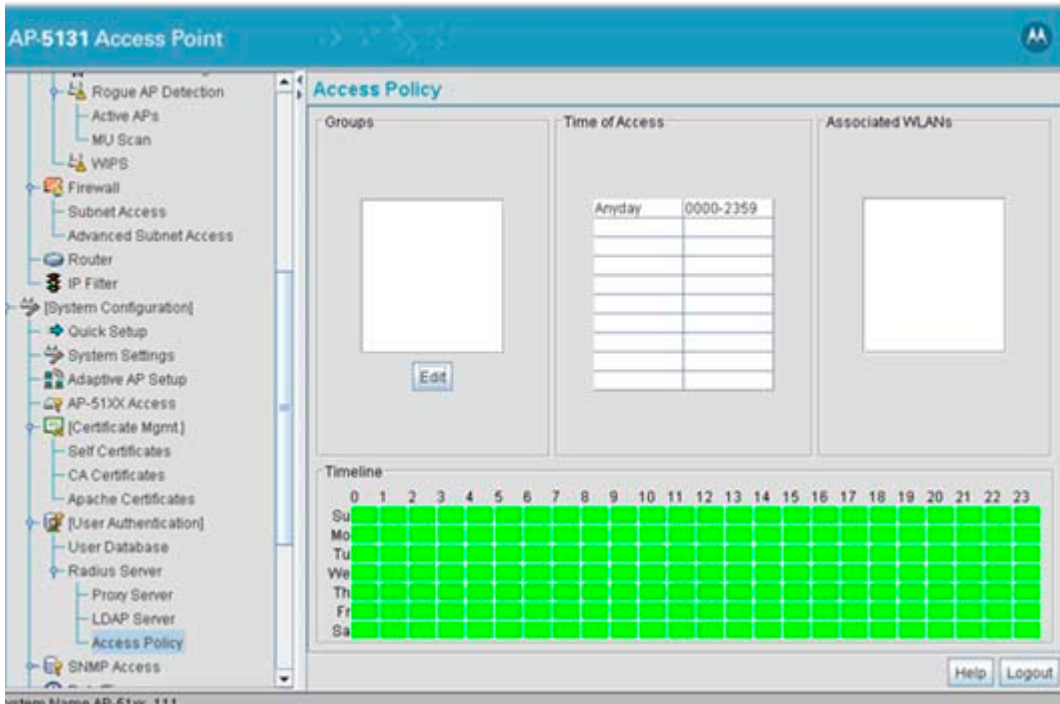 AP-5131 Access Point
Rogue AP Detection
Active APs
MU Scan
WIPS
Firewall
Subnet Access
Advanced Subnet Access
Router
IP Filter
[System Configuration]
Quick Setup
System Settings
Adaptive AP Setup
AP-51XX Access
[Certificate Mgmt.]
Self Certificates
CA Certificates
Apache Certificates
[User Authentication]
User Database
Radius Server
Proxy Server
LDAP Server
Access Policy
SNMP Access
Access Policy
Groups
Edit
Time of Access
Anyday 0000-2359
Associated WLANs
Timeline
0 1 2 3 4 5 6 7 8 9 10 11 12 13 14 15 16 17 18 19 20 21 22 23
Su
Mo
Tu
We
Th
Fr
Sa
Help Logout
Name AP-51xx 111